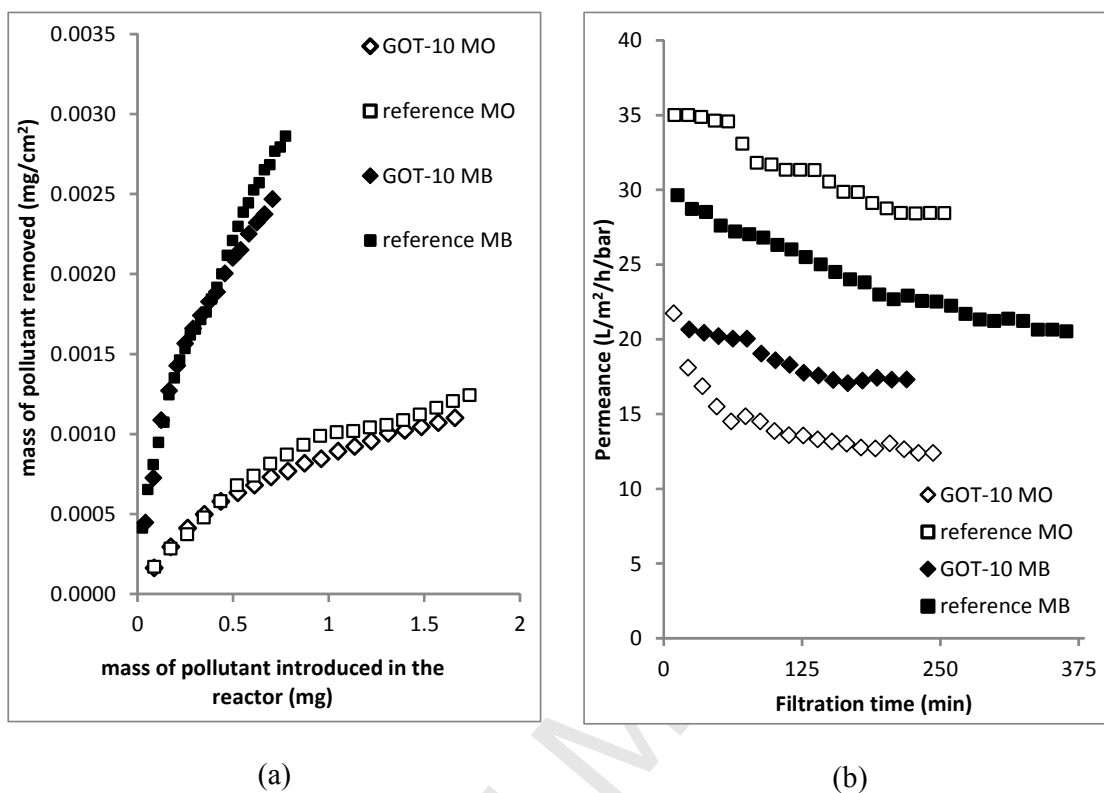 0.0035
0.0030
0.0025
0.0020
0.0015
0.0010
0.0005
0.0000
mass of pollutant removed (mg/cm²)
GOT-10 MO
reference MO
GOT-10 MB
reference MB
0
0.5
1
1.5
2
mass of pollutant introduced in the
reactor (mg)
(a)
40
35
30
25
20
15
10
5
0
Permeance (L/m²/h/bar)
GOT-10 MO
reference MO
GOT-10 MB
reference MB
0
125
250
375
Filtration time (min)
(b)